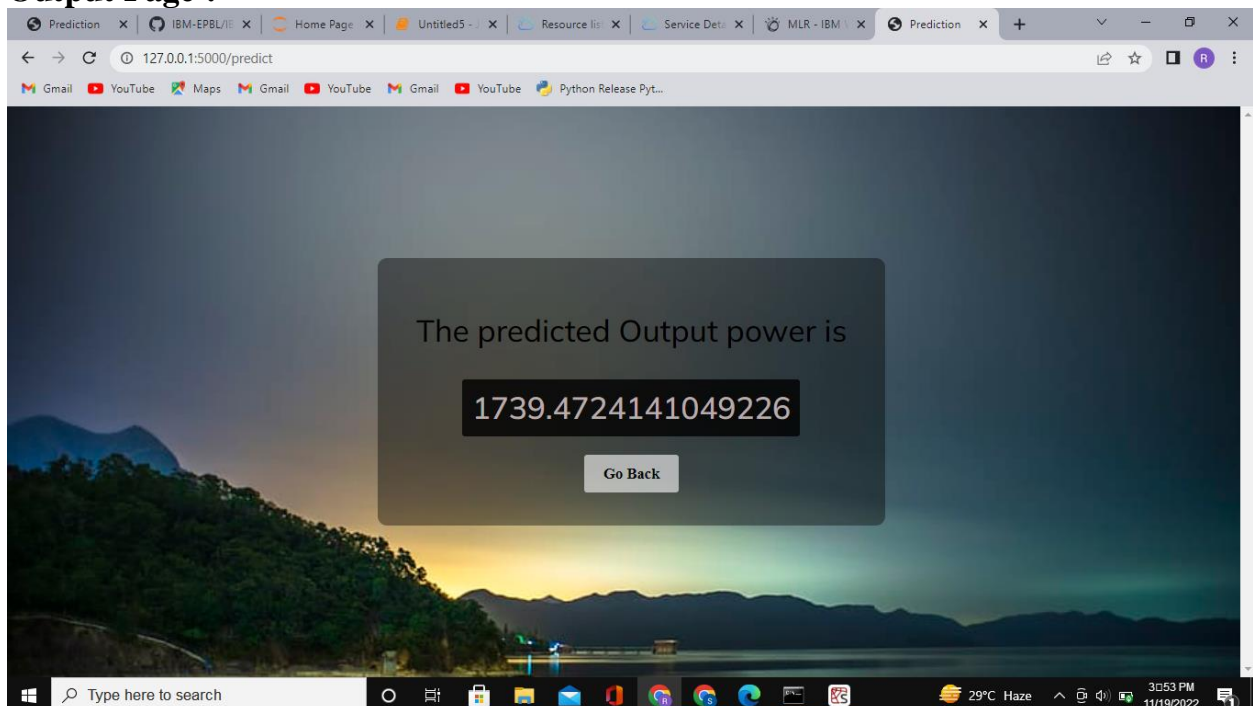 Output Page :
Prediction IBM-EPBL/IB Home Page Untitled5 - J Resource lis Service Deta MLR - IBM Prediction
127.0.0.1:5000/predict
Gmail YouTube Maps Gmail YouTube Gmail YouTube Python Release Pyt...
The predicted Output power is
1739.4724141049226
Go Back
Type here to search
29°C Haze
3□53 PM
11/19/2022